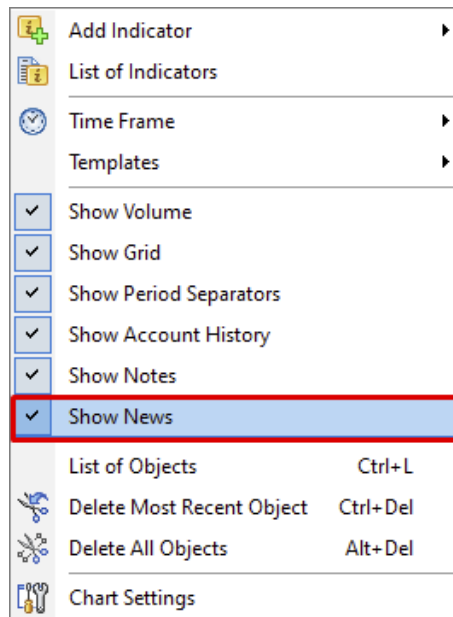 Add Indicator
List of Indicators
Time Frame
Templates
Show Volume
Show Grid
Show Period Separators
Show Account History
Show Notes
Show News
List of Objects Ctrl+L
Delete Most Recent Object Ctrl+Del
Delete All Objects Alt+Del
Chart Settings